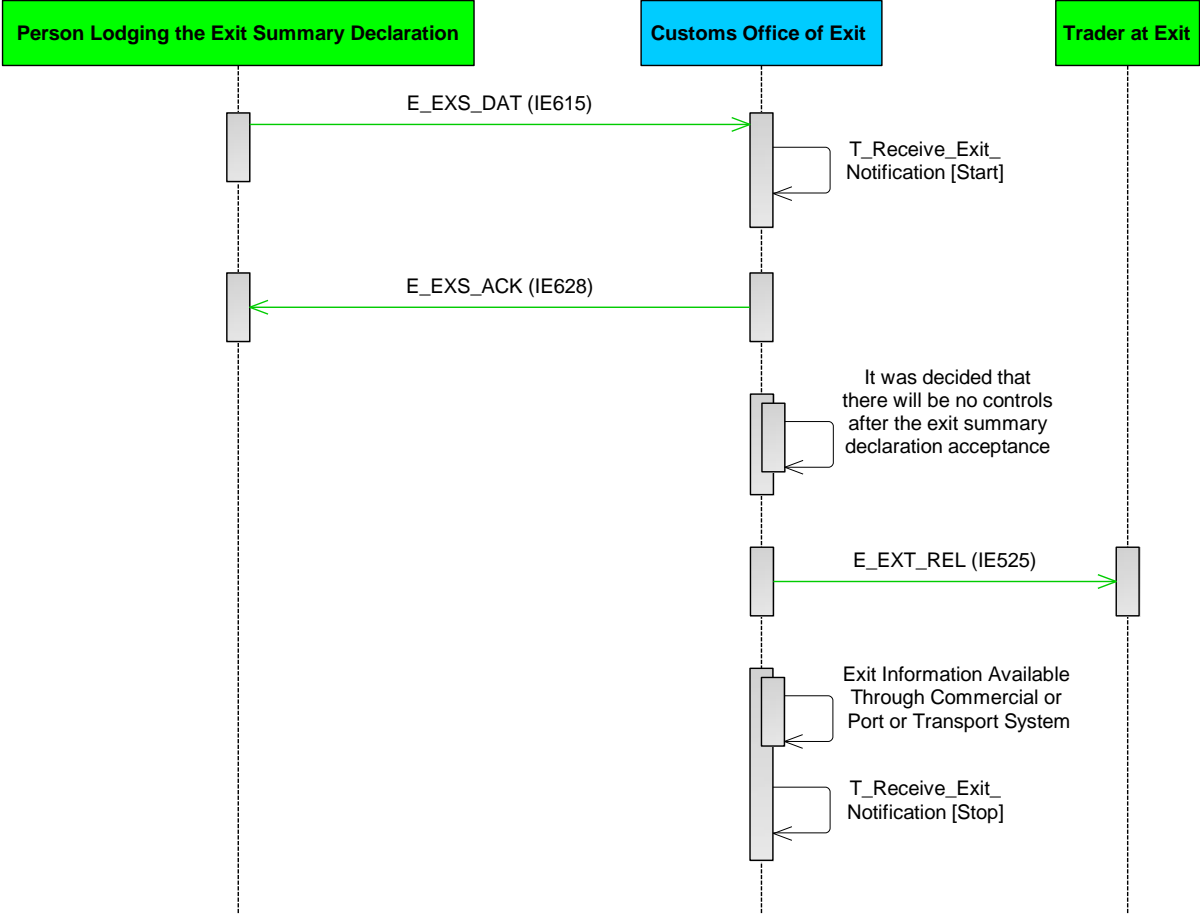 Person Lodging the Exit Summary Declaration
Customs Office of Exit
Trader at Exit
E_EXS_DAT (IE615)
T_Receive_Exit_
Notification [Start]
E_EXS_ACK (IE628)
It was decided that
there will be no controls
after the exit summary
declaration acceptance
E_EXT_REL (IE525)
Exit Information Available
Through Commercial or
Port or Transport System
T_Receive_Exit_
Notification [Stop]